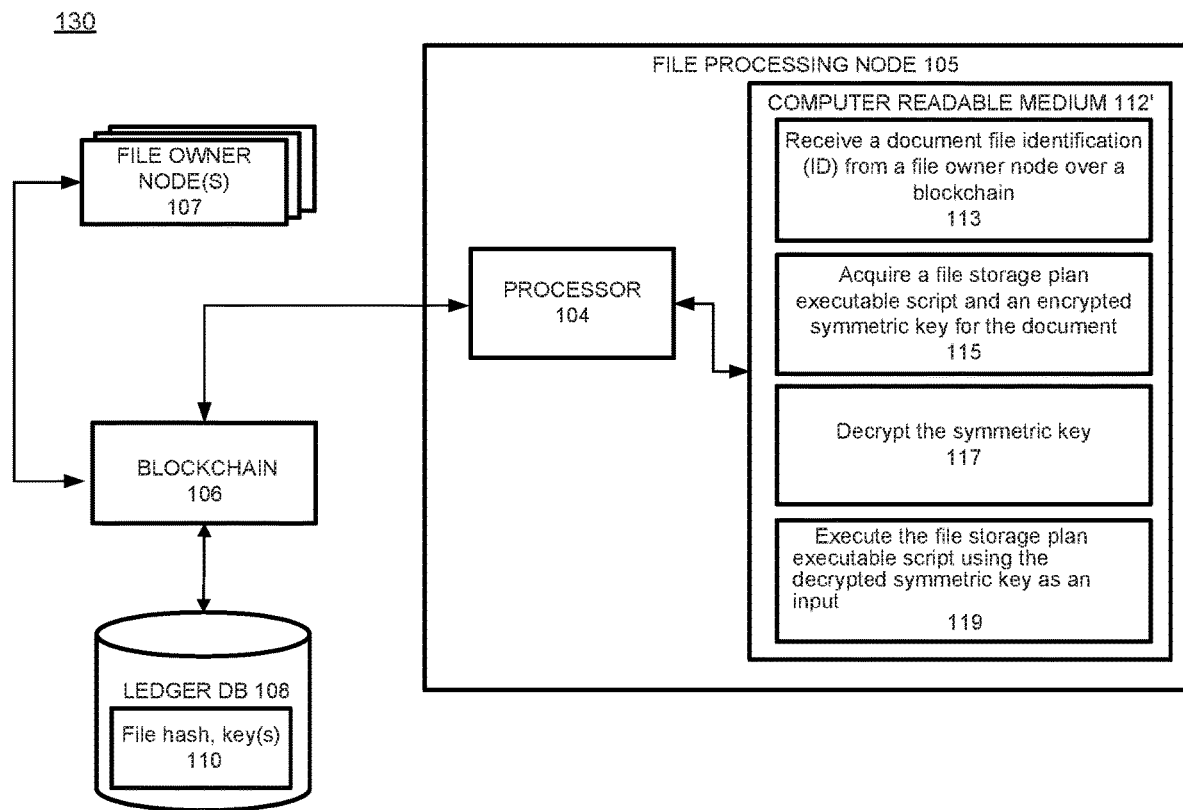 130
FILE PROCESSING NODE 105
COMPUTER READABLE MEDIUM 112'
Receive a document file identification
(ID) from a file owner node over a
blockchain
113
FILE OWNER
NODE(S)
107
PROCESSOR
104
Acquire a file storage plan
executable script and an encrypted
symmetric key for the document
115
Decrypt the symmetric key
117
BLOCKCHAIN
106
Execute the file storage plan
executable script using the
decrypted symmetric key as an
input
119
LEDGER DB 108
File hash, key(s)
110